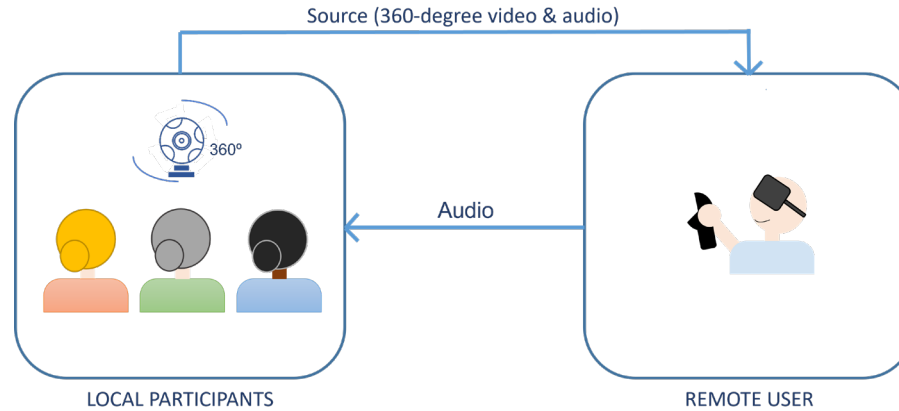 Source (360-degree video & audio)
360º
Audio
LOCAL PARTICIPANTS
REMOTE USER